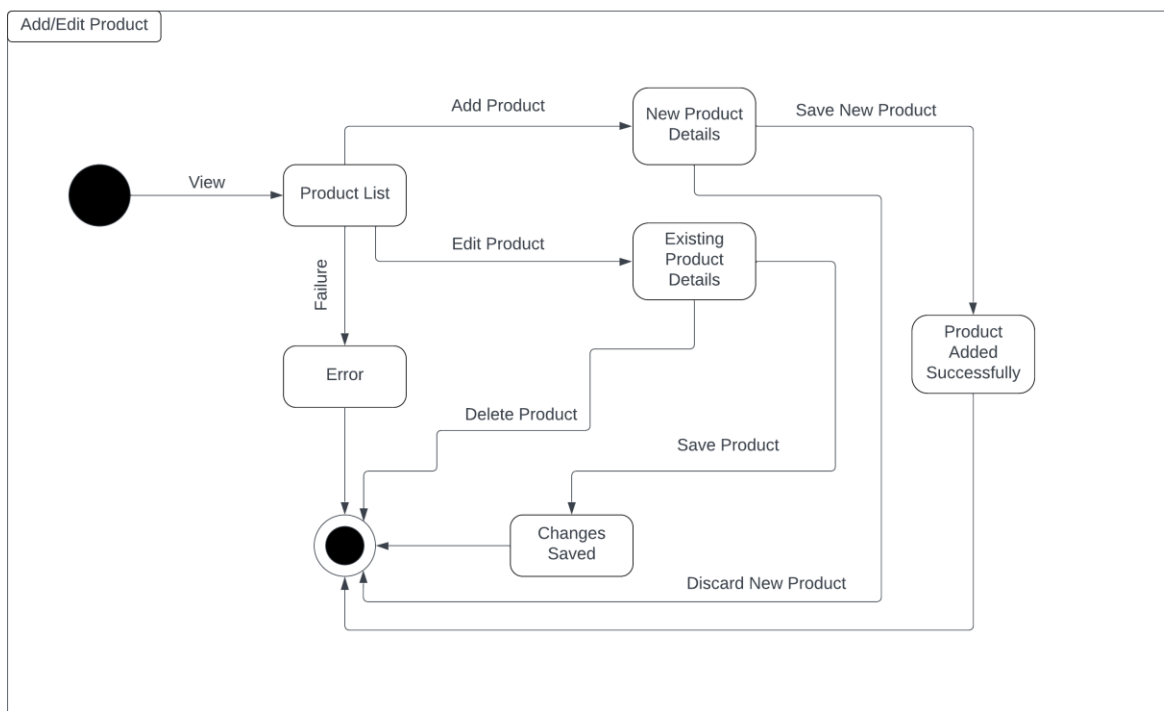 Add/Edit Product
Add Product
New Product
Details
Save New Product
View
Product List
Edit Product
Existing
Product
Details
Failure
Product
Added
Successfully
Error
Delete Product
Save Product
Changes
Saved
Discard New Product